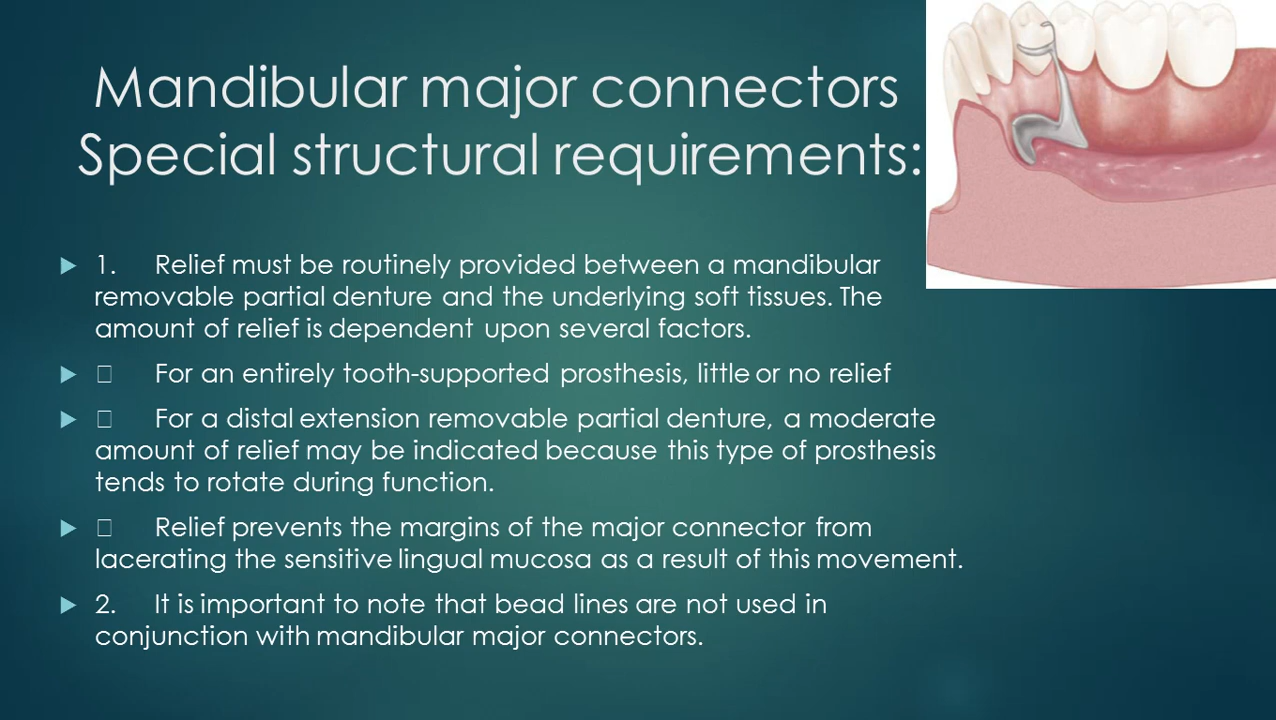 Mandibular major connectors
Special structural requirements:
1. Relief must be routinely provided between a mandibular
removable partial denture and the underlying soft tissues. The
amount of relief is dependent upon several factors.
For an entirely tooth-supported prosthesis, little or no relief
For a distal extension removable partial denture, a moderate
amount of relief may be indicated because this type of prosthesis
tends to rotate during function.
Relief prevents the margins of the major connector from
lacerating the sensitive lingual mucosa as a result of this movement.
2. It is important to note that bead lines are not used in
conjunction with mandibular major connectors.